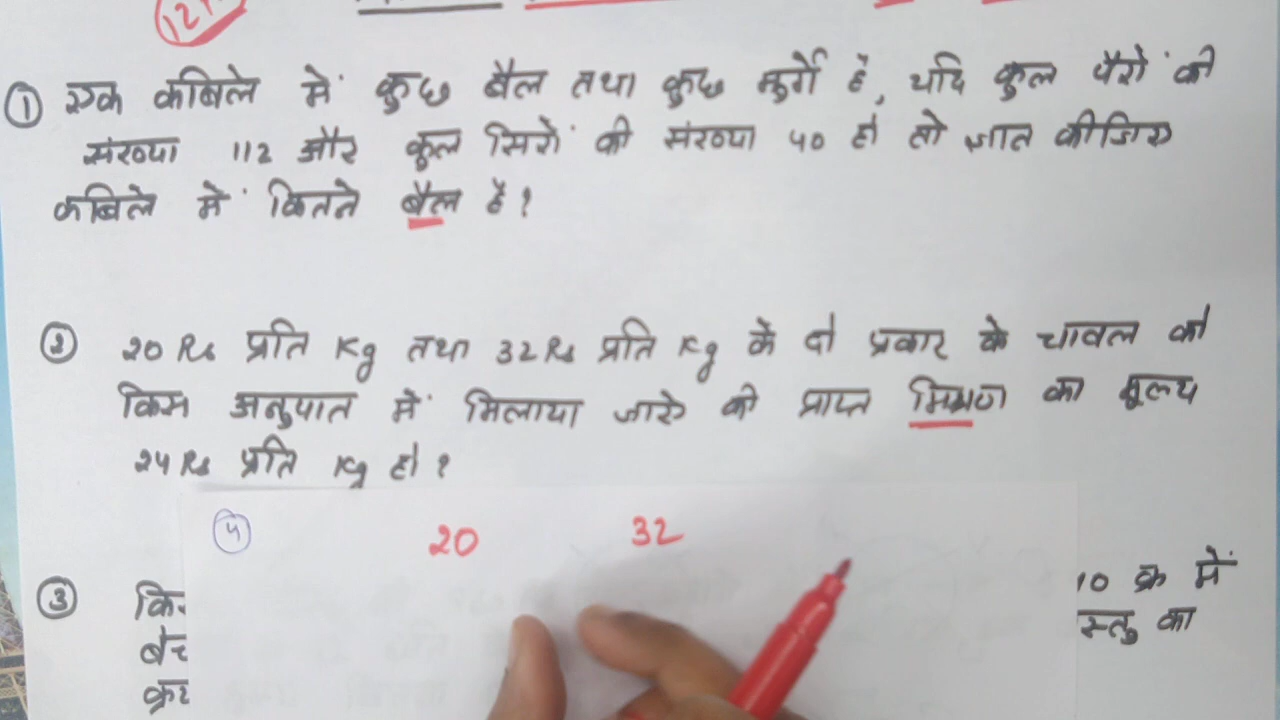 ① एक कबिले में कुछ बैल तथा कुछ मुर्गे है, यदि कुल पैरों की
संख्या 112 और कुल सिरों की संख्या 40 हो तो ज्ञात कीजिए
कबिले में कितने बैल है?
② 20 Rs प्रति Kg तथा 32 Rs प्रति Kg के दो प्रकार के चावल को
किस अनुपात में मिलाया जाऐ की प्राप्त मिश्रण का मूल्य
24 Rs प्रति Kg हो?
20 32
③ 10 रू में
बेच का